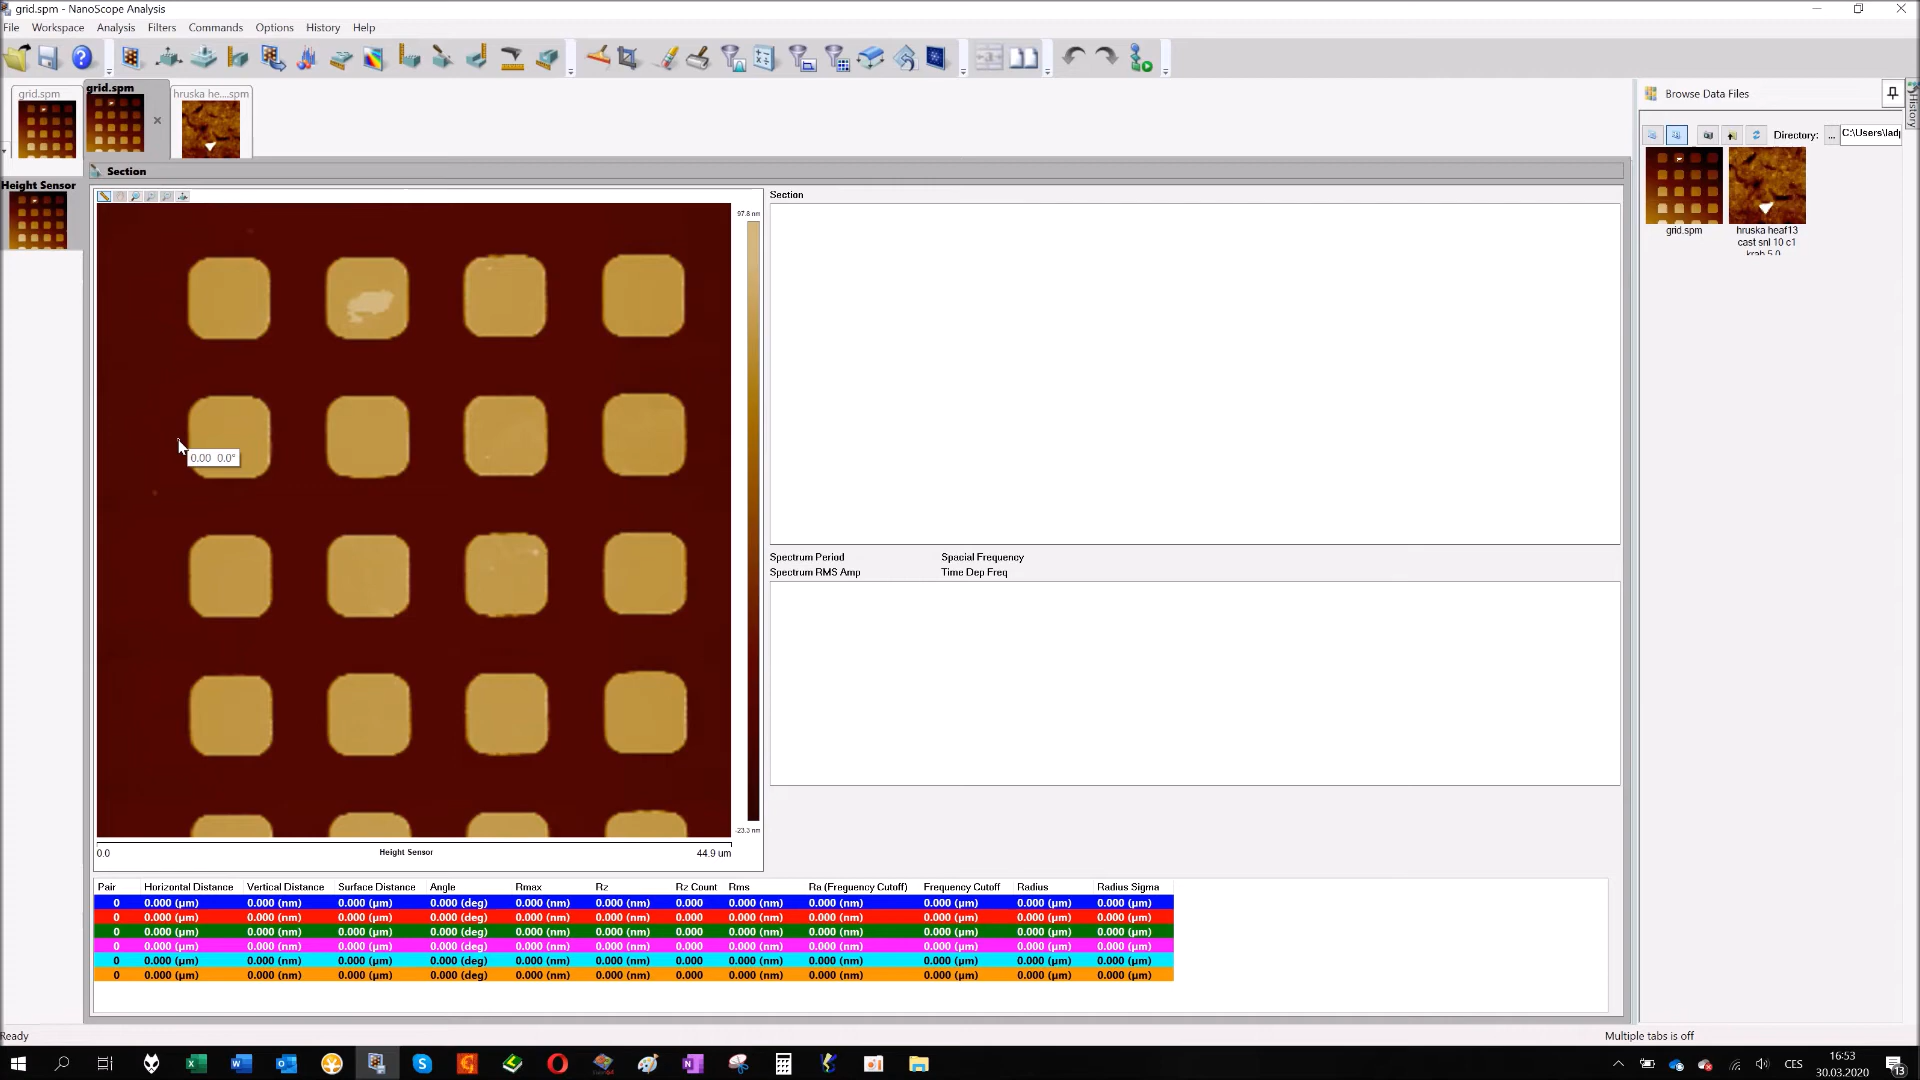 grid.spm - NanoScope Analysis
File Workspace Analysis Filters Commands Options History Help
grid.spm
grid.spm
hruska he....spm
Browse Data Files
History
Directory: ... C:\Users\lad
Section
Height Sensor
Section
97.8 nm
grid.spm
hruska heaf13
cast snl 10 c1
krab 5.0
0.00 0.0°
Spectrum Period Spacial Frequency
Spectrum RMS Amp Time Dep Freq
-23.3 nm
0.0 Height Sensor 44.9 um
Pair Horizontal Distance Vertical Distance Surface Distance Angle Rmax Rz Rz Count Rms Ra (Frequency Cutoff) Frequency Cutoff Radius Radius Sigma
0 0.000 (µm) 0.000 (nm) 0.000 (µm) 0.000 (deg) 0.000 (nm) 0.000 (nm) 0.000 0.000 (nm) 0.000 (nm) 0.000 (µm) 0.000 (µm) 0.000 (µm)
0 0.000 (µm) 0.000 (nm) 0.000 (µm) 0.000 (deg) 0.000 (nm) 0.000 (nm) 0.000 0.000 (nm) 0.000 (nm) 0.000 (µm) 0.000 (µm) 0.000 (µm)
0 0.000 (µm) 0.000 (nm) 0.000 (µm) 0.000 (deg) 0.000 (nm) 0.000 (nm) 0.000 0.000 (nm) 0.000 (nm) 0.000 (µm) 0.000 (µm) 0.000 (µm)
0 0.000 (µm) 0.000 (nm) 0.000 (µm) 0.000 (deg) 0.000 (nm) 0.000 (nm) 0.000 0.000 (nm) 0.000 (nm) 0.000 (µm) 0.000 (µm) 0.000 (µm)
0 0.000 (µm) 0.000 (nm) 0.000 (µm) 0.000 (deg) 0.000 (nm) 0.000 (nm) 0.000 0.000 (nm) 0.000 (nm) 0.000 (µm) 0.000 (µm) 0.000 (µm)
0 0.000 (µm) 0.000 (nm) 0.000 (µm) 0.000 (deg) 0.000 (nm) 0.000 (nm) 0.000 0.000 (nm) 0.000 (nm) 0.000 (µm) 0.000 (µm) 0.000 (µm)
Ready Multiple tabs is off
CES
16:53
30.03.2020
13